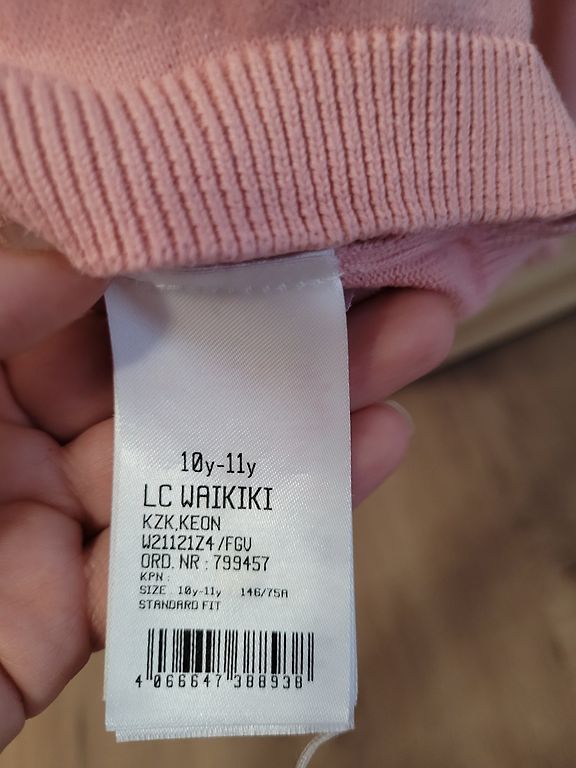 10y-11y
LC WAIKIKI
KZK,KEON
W21121Z4/FGV
ORD. NR : 799457
KPN :
SIZE 10y-11y 146/75A
STANDARD FIT
4 066647 388938